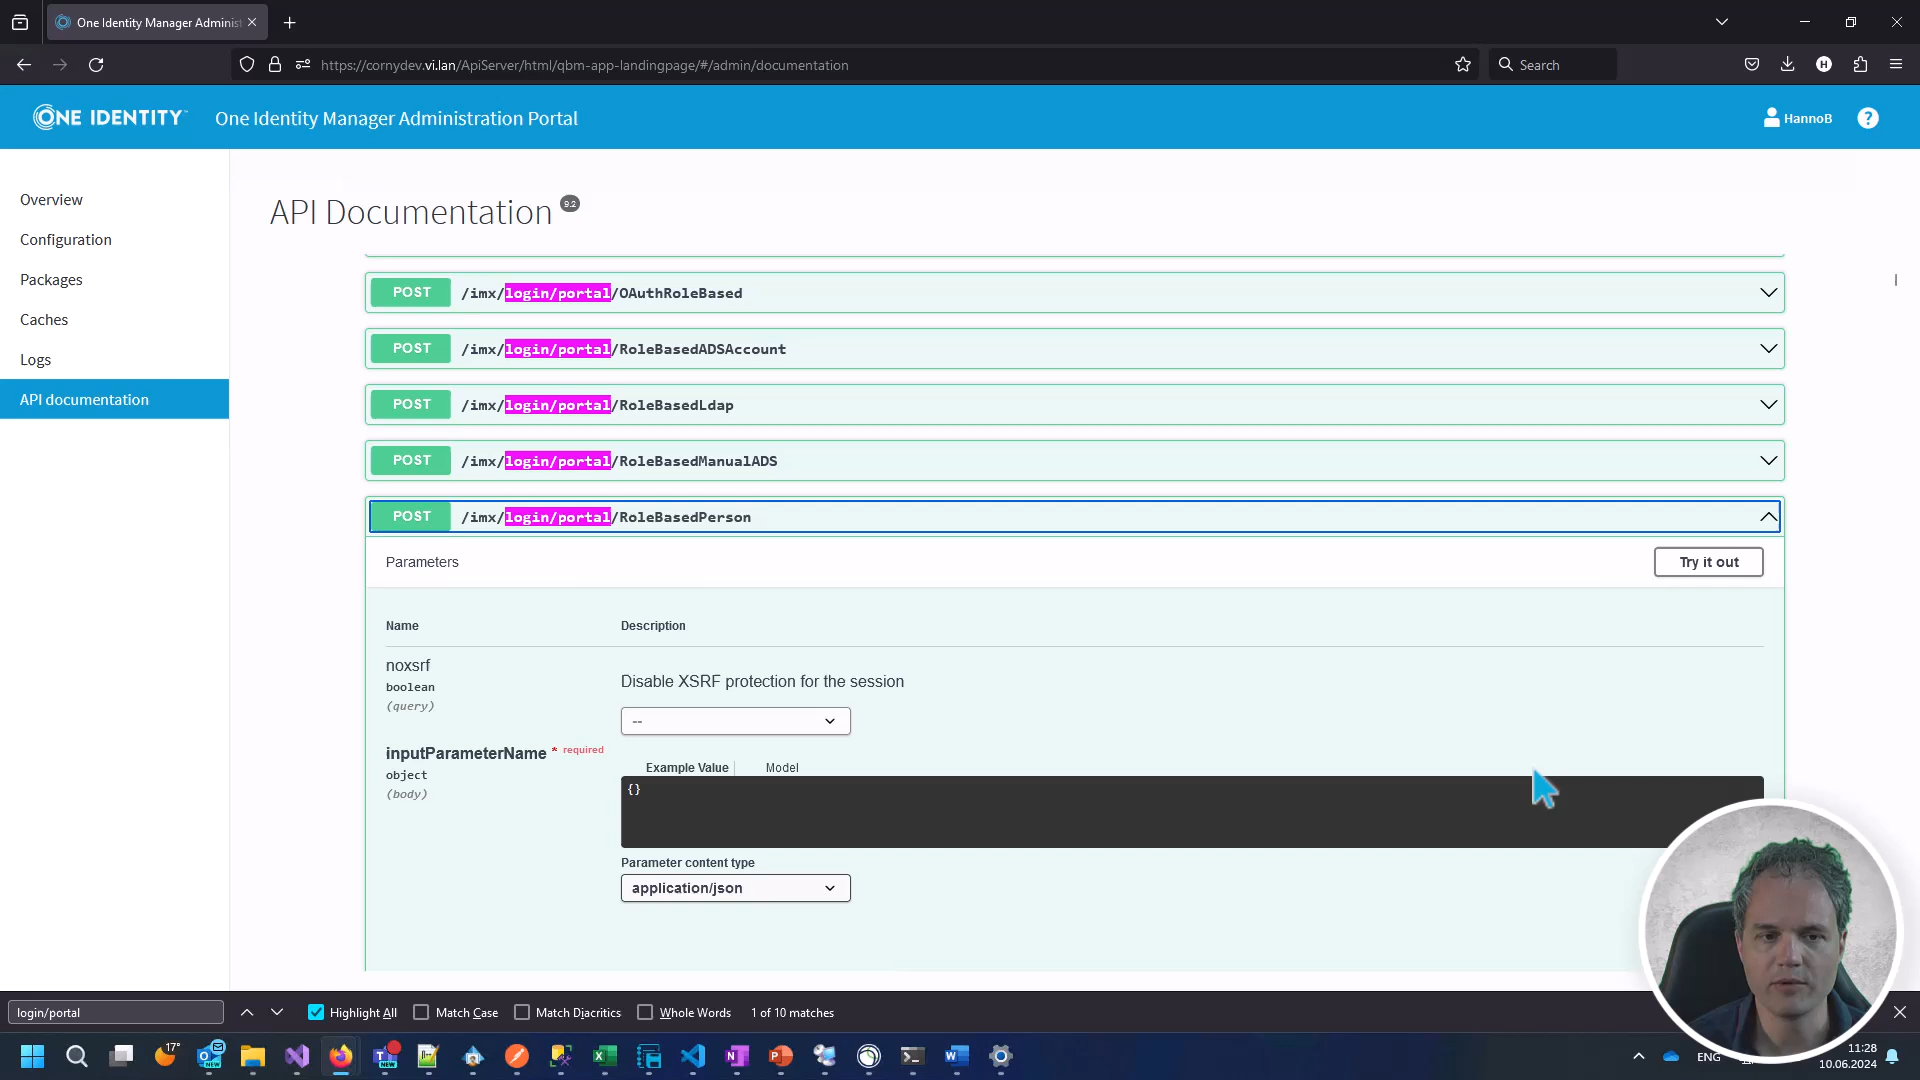 One Identity Manager Adminis
https://cornydev.vi.lan/ApiServer/html/qbm-app-landingpage/#/admin/documentation
Search
H
ONE IDENTITY
One Identity Manager Administration Portal
HannoB
?
Overview
Configuration
Packages
Caches
Logs
API documentation
API Documentation 9.2
POST /imx/login/portal/OAuthRoleBased
POST /imx/login/portal/RoleBasedADSAccount
POST /imx/login/portal/RoleBasedLdap
POST /imx/login/portal/RoleBasedManualADS
POST /imx/login/portal/RoleBasedPerson
Parameters
Try it out
Name
Description
noxsrf
boolean
(query)
Disable XSRF protection for the session
--
inputParameterName * required
object
(body)
Example Value
Model
{}
Parameter content type
application/json
login/portal
Highlight All
Match Case
Match Diacritics
Whole Words
1 of 10 matches
17°
NEW
NEW
ENG
11:28
10.06.2024